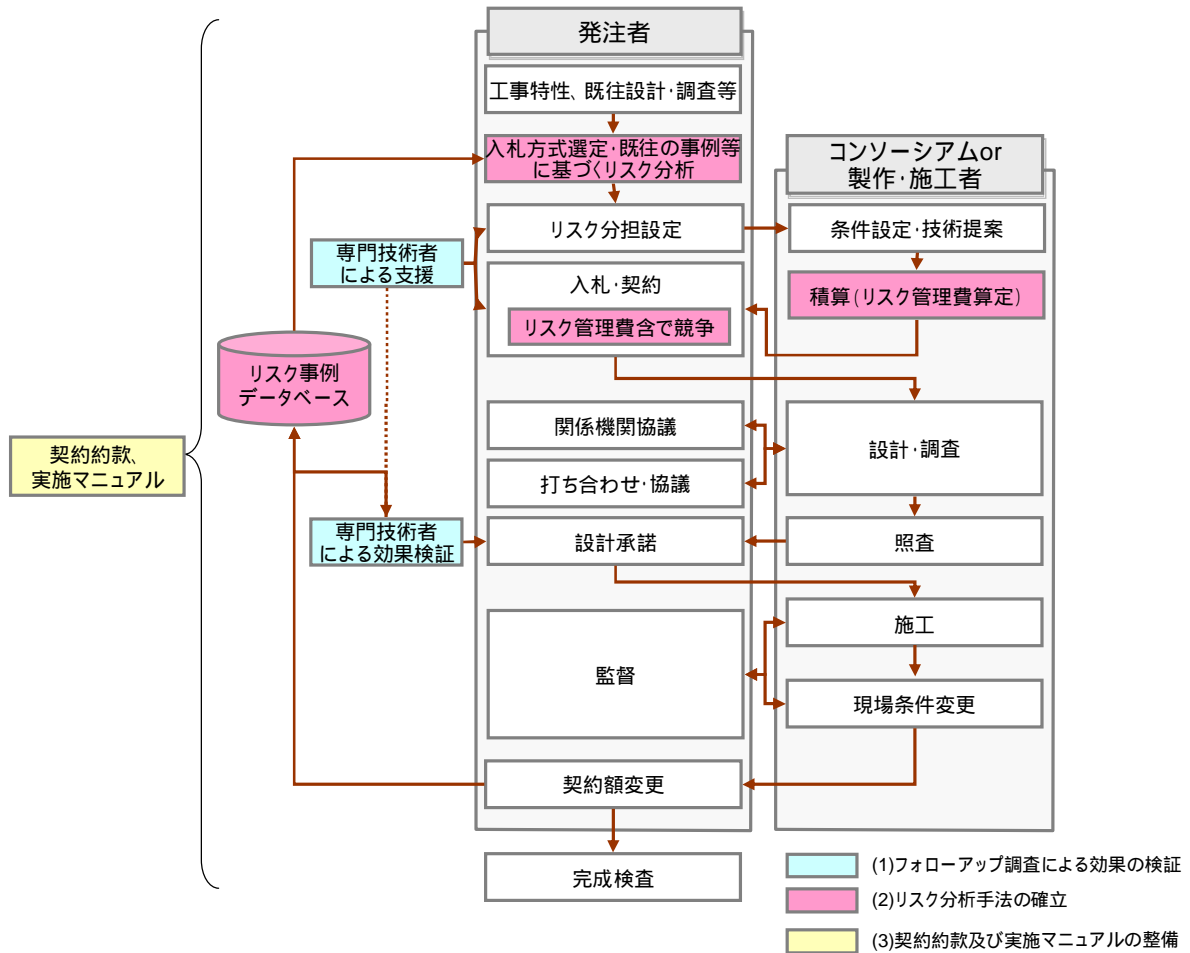 発注者
工事特性、既往設計・調査等
入札方式選定・既往の事例等
に基づくリスク分析
コンソーシアムor
製作・施工者
リスク分担設定
条件設定・技術提案
専門技術者
による支援
入札・契約
リスク管理費含で競争
積算(リスク管理費算定)
リスク事例
データベース
関係機関協議
設計・調査
契約約款、
実施マニュアル
打ち合わせ・協議
専門技術者
による効果検証
設計承諾
照査
施工
監督
現場条件変更
契約額変更
完成検査
(1)フォローアップ調査による効果の検証
(2)リスク分析手法の確立
(3)契約約款及び実施マニュアルの整備